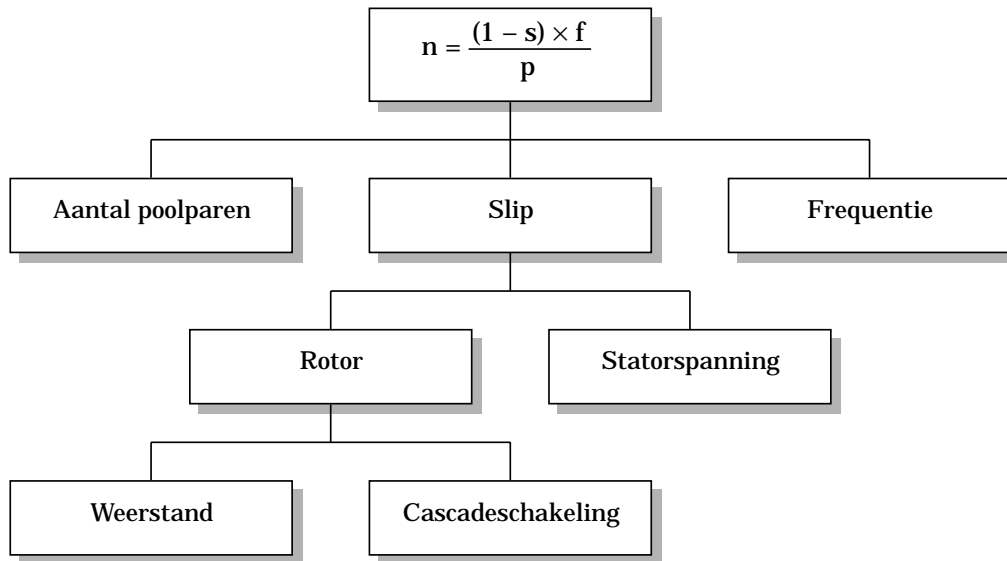 n = (1 – s) × f / p
Aantal poolparen
Slip
Frequentie
Rotor
Statorspanning
Weerstand
Cascadeschakeling